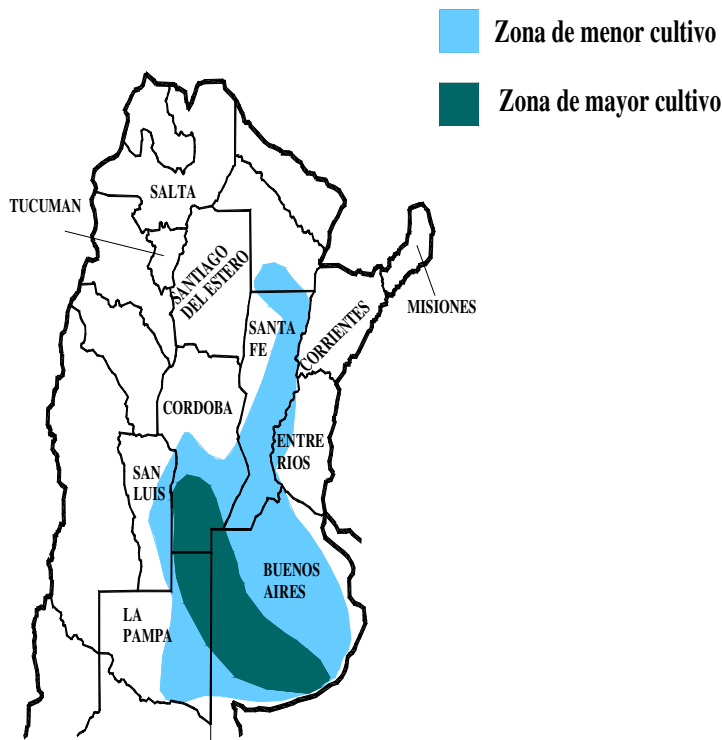 Zona de menor cultivo
Zona de mayor cultivo
SALTA
TUCUMAN
SANTIAGO
DEL ESTERO
MISIONES
SANTA
FE
CORRIENTES
CORDOBA
ENTRE
RIOS
SAN
LUIS
BUENOS
AIRES
LA
PAMPA